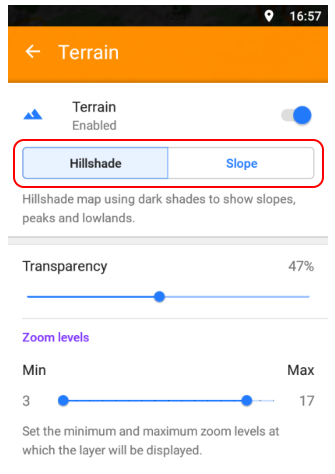 16:57
Terrain
Terrain
Enabled
Hillshade Slope
Hillshade map using dark shades to show slopes,
peaks and lowlands.
Transparency 47%
Zoom levels
Min Max
3 17
Set the minimum and maximum zoom levels at
which the layer will be displayed.